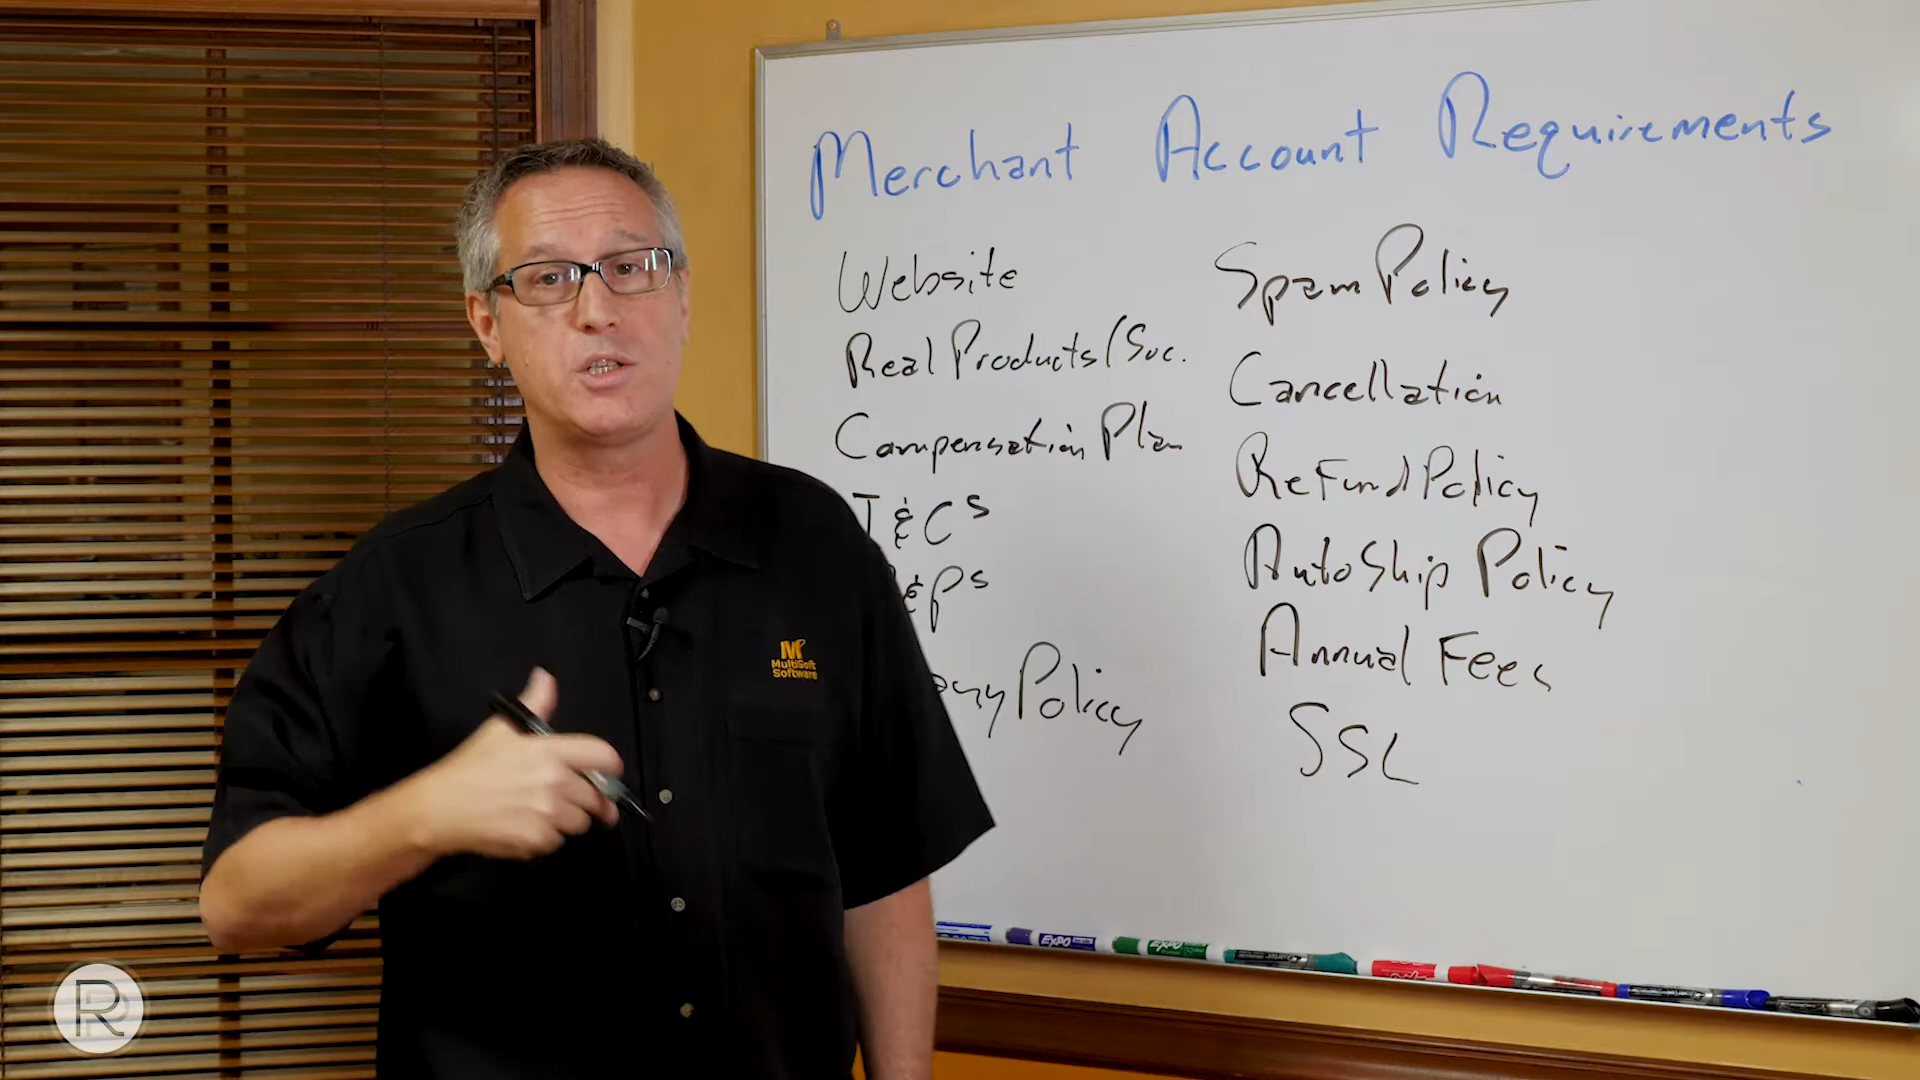 Merchant Account Requirements
Website
Real Products/Svc.
Compensation Plan
T&Cs
&Ps
Policy
Spam Policy
Cancellation
Refund Policy
AutoShip Policy
Annual Fees
SSL
M
MultiSoft
Software
EXPO
EXPO
R